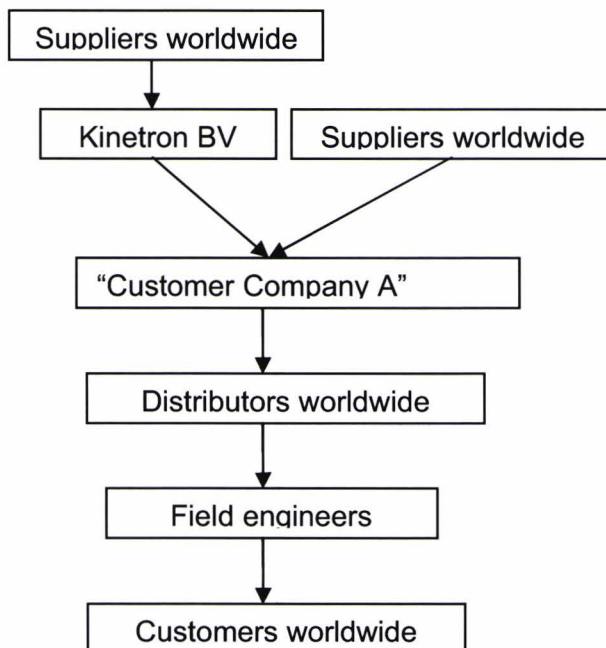 Suppliers worldwide
Kinetron BV
Suppliers worldwide
“Customer Company A”
Distributors worldwide
Field engineers
Customers worldwide